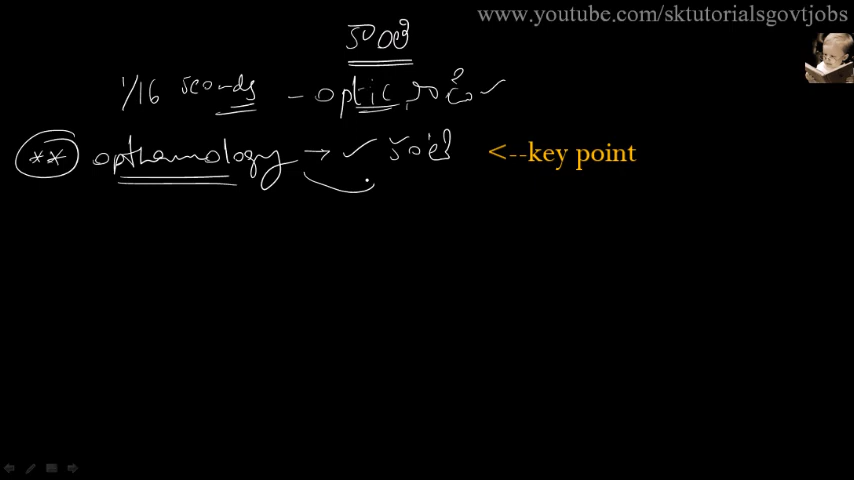 www.youtube.com/sktutorialsgovtjobs
1/16 seconds - optic
** opthamology → ✓ <--key point